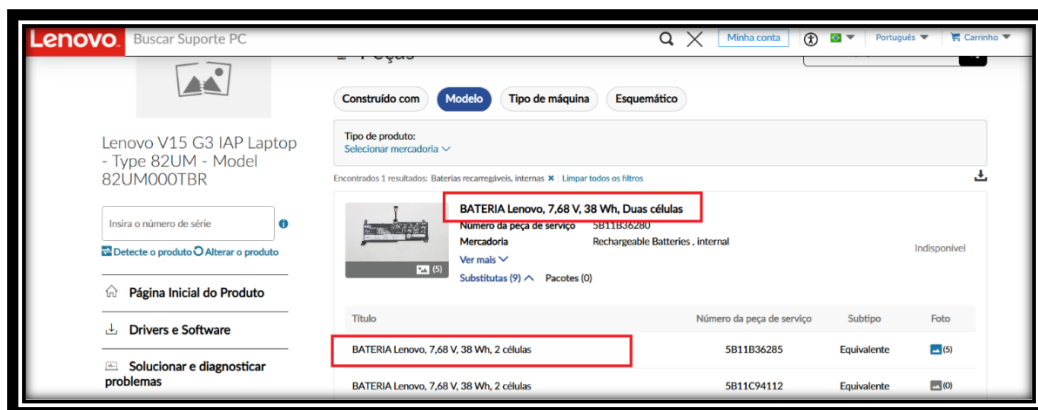 Lenovo.
Buscar Suporte PC
Minha conta
Português
Carrinho
Construído com
Modelo
Tipo de máquina
Esquemático
Lenovo V15 G3 IAP Laptop
- Type 82UM - Model
82UM000TBR
Insira o número de série
Detecte o produto
Alterar o produto
Página Inicial do Produto
Drivers e Software
Solucionar e diagnosticar
problemas
Tipo de produto:
Selecionar mercadoria
Encontrados 1 resultados: Baterias recarregáveis, internas ✖ Limpar todos os filtros
BATERIA Lenovo, 7,68 V, 38 Wh, Duas células
Número da peça de serviço 5B11B36280
Mercadoria Rechargeable Batteries , internal
Ver mais
Substitutas (9) Pacotes (0)
(5)
Indisponível
Título Número da peça de serviço Subtipo Foto
BATERIA Lenovo, 7,68 V, 38 Wh, 2 células 5B11B36285 Equivalente (5)
BATERIA Lenovo, 7,68 V, 38 Wh, 2 células 5B11C94112 Equivalente (0)